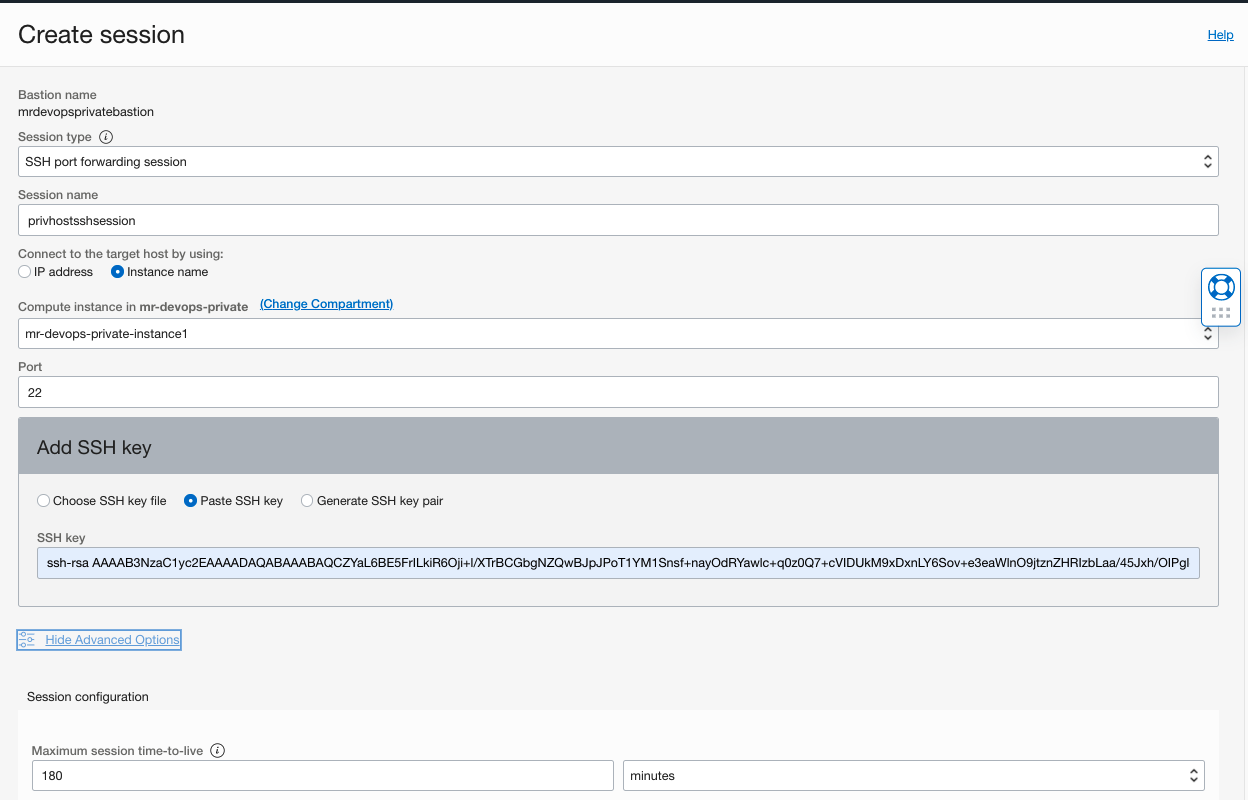 Create session
Help
Bastion name
mrdevopsprivatebastion
Session type
SSH port forwarding session
Session name
privhostsshsession
Connect to the target host by using:
IP address Instance name
Compute instance in mr-devops-private (Change Compartment)
mr-devops-private-instance1
Port
22
Add SSH key
Choose SSH key file Paste SSH key Generate SSH key pair
SSH key
ssh-rsa AAAAB3NzaC1yc2EAAAADAQABAAABAQCZYaL6BE5FrILkiR6Oji+I/XTrBCGbgNZQwBJpJPoT1YM1Snsf+nayOdRYawlc+q0z0Q7+cVIDUkM9xDxnLY6Sov+e3eaWlnO9jtznZHRIzbLaa/45Jxh/OIPgl
Hide Advanced Options
Session configuration
Maximum session time-to-live
180 minutes